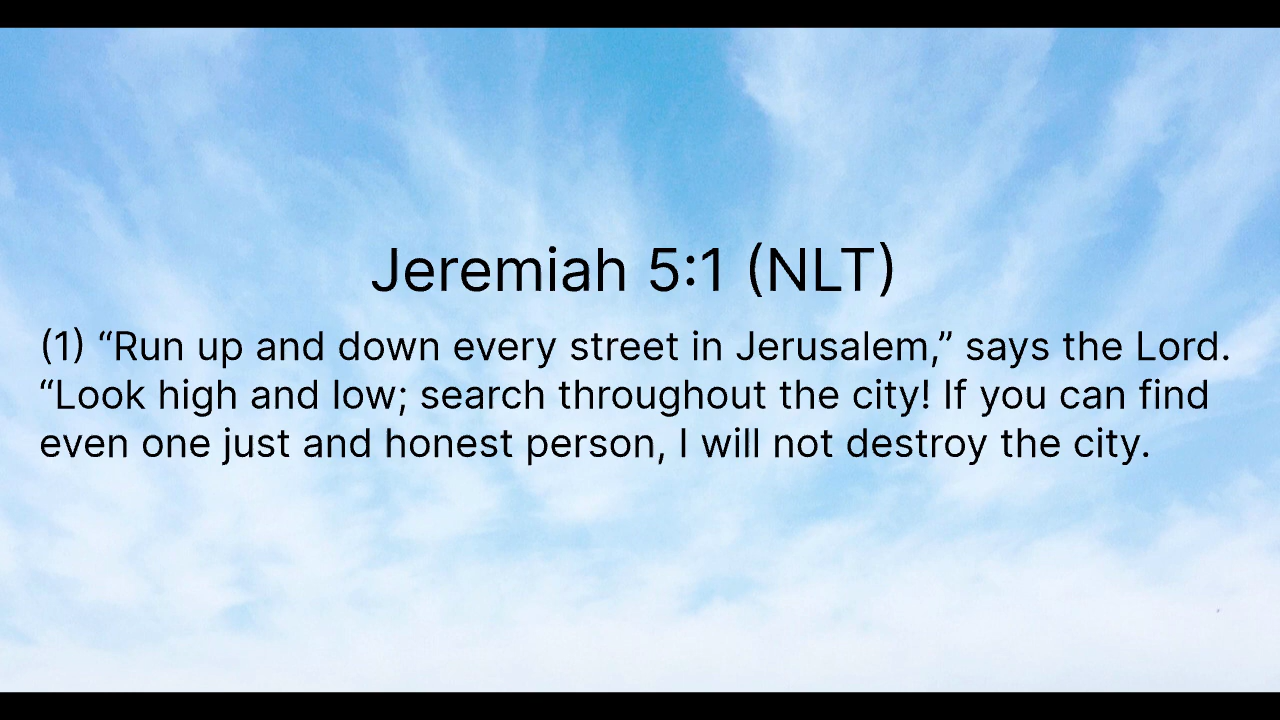 Jeremiah 5:1 (NLT)
(1) “Run up and down every street in Jerusalem,” says the Lord.
“Look high and low; search throughout the city! If you can find
even one just and honest person, I will not destroy the city.